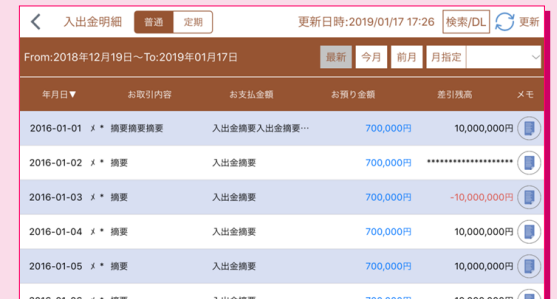 入出金明細 普通 定期 更新日時:2019/01/17 17:26 検索/DL 更新
From:2018年12月19日～To:2019年01月17日 最新 今月 前月 月指定
年月日▼ お取引内容 お支払金額 お預り金額 差引残高 メモ
2016-01-01 メ * 摘要摘要摘要 入出金摘要入出金摘要… 700,000円 10,000,000円
2016-01-02 メ * 摘要 入出金摘要 700,000円 ********************
2016-01-03 メ * 摘要 入出金摘要 700,000円 -10,000,000円
2016-01-04 メ * 摘要 入出金摘要 700,000円 10,000,000円
2016-01-05 メ * 摘要 入出金摘要 700,000円 10,000,000円